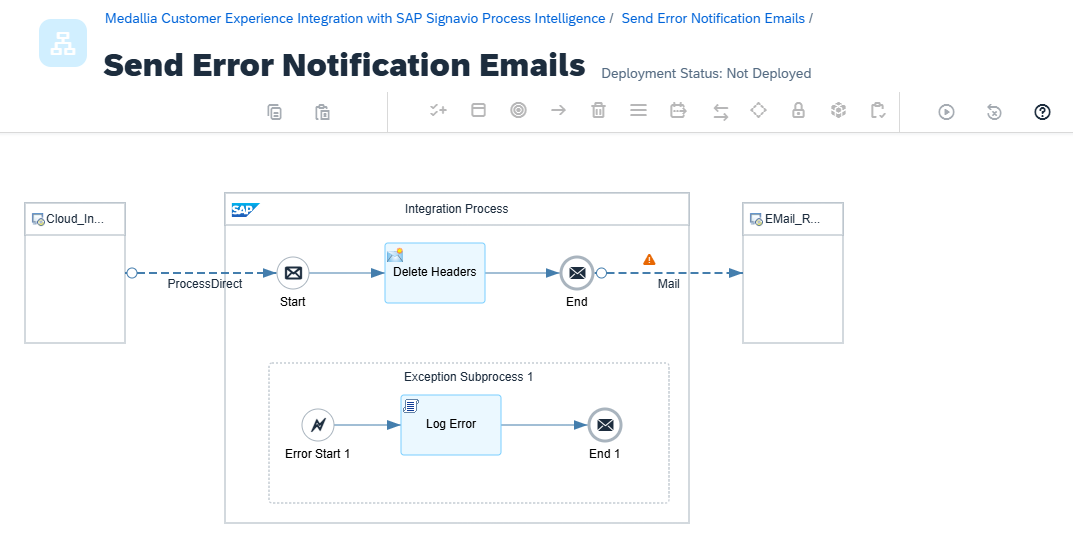 Medallia Customer Experience Integration with SAP Signavio Process Intelligence / Send Error Notification Emails /
Send Error Notification Emails Deployment Status: Not Deployed
Cloud_In...
SAP Integration Process
EMail_R...
Delete Headers
ProcessDirect
Mail
Start
End
Exception Subprocess 1
Log Error
Error Start 1
End 1